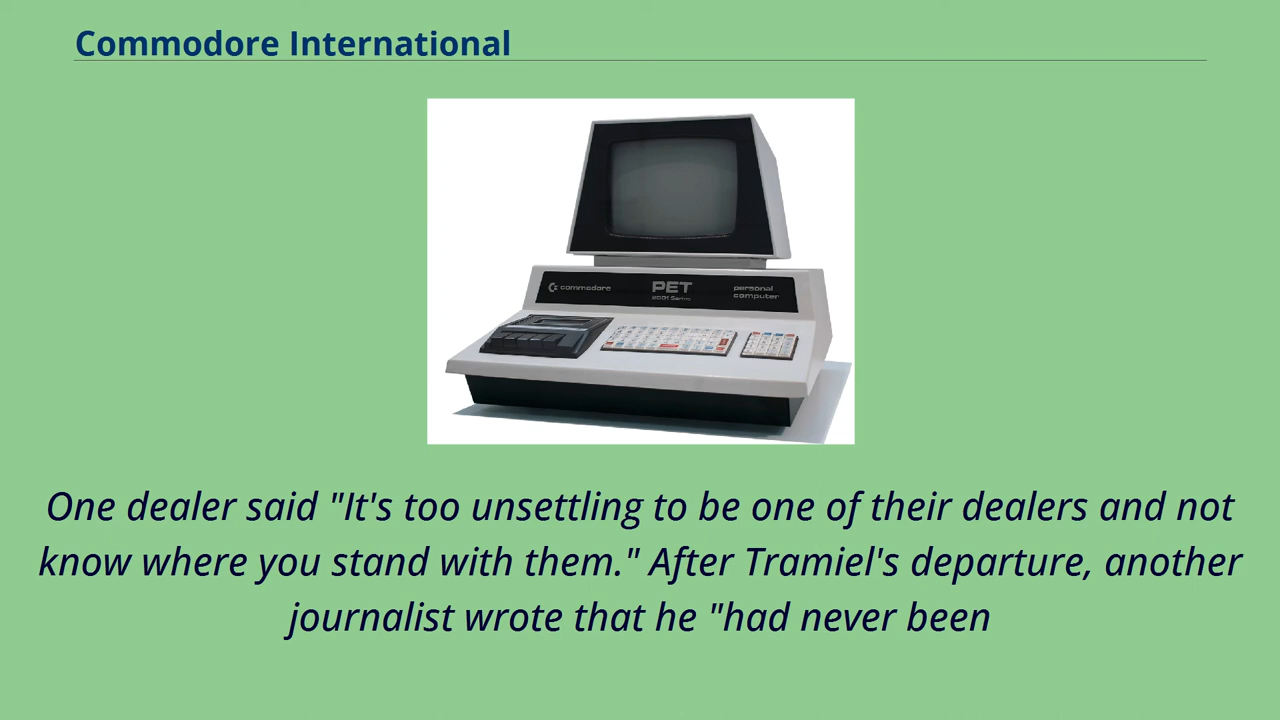 Commodore International
commodore
PET
2001 Series
personal
computer
One dealer said "It's too unsettling to be one of their dealers and not
know where you stand with them." After Tramiel's departure, another
journalist wrote that he "had never been